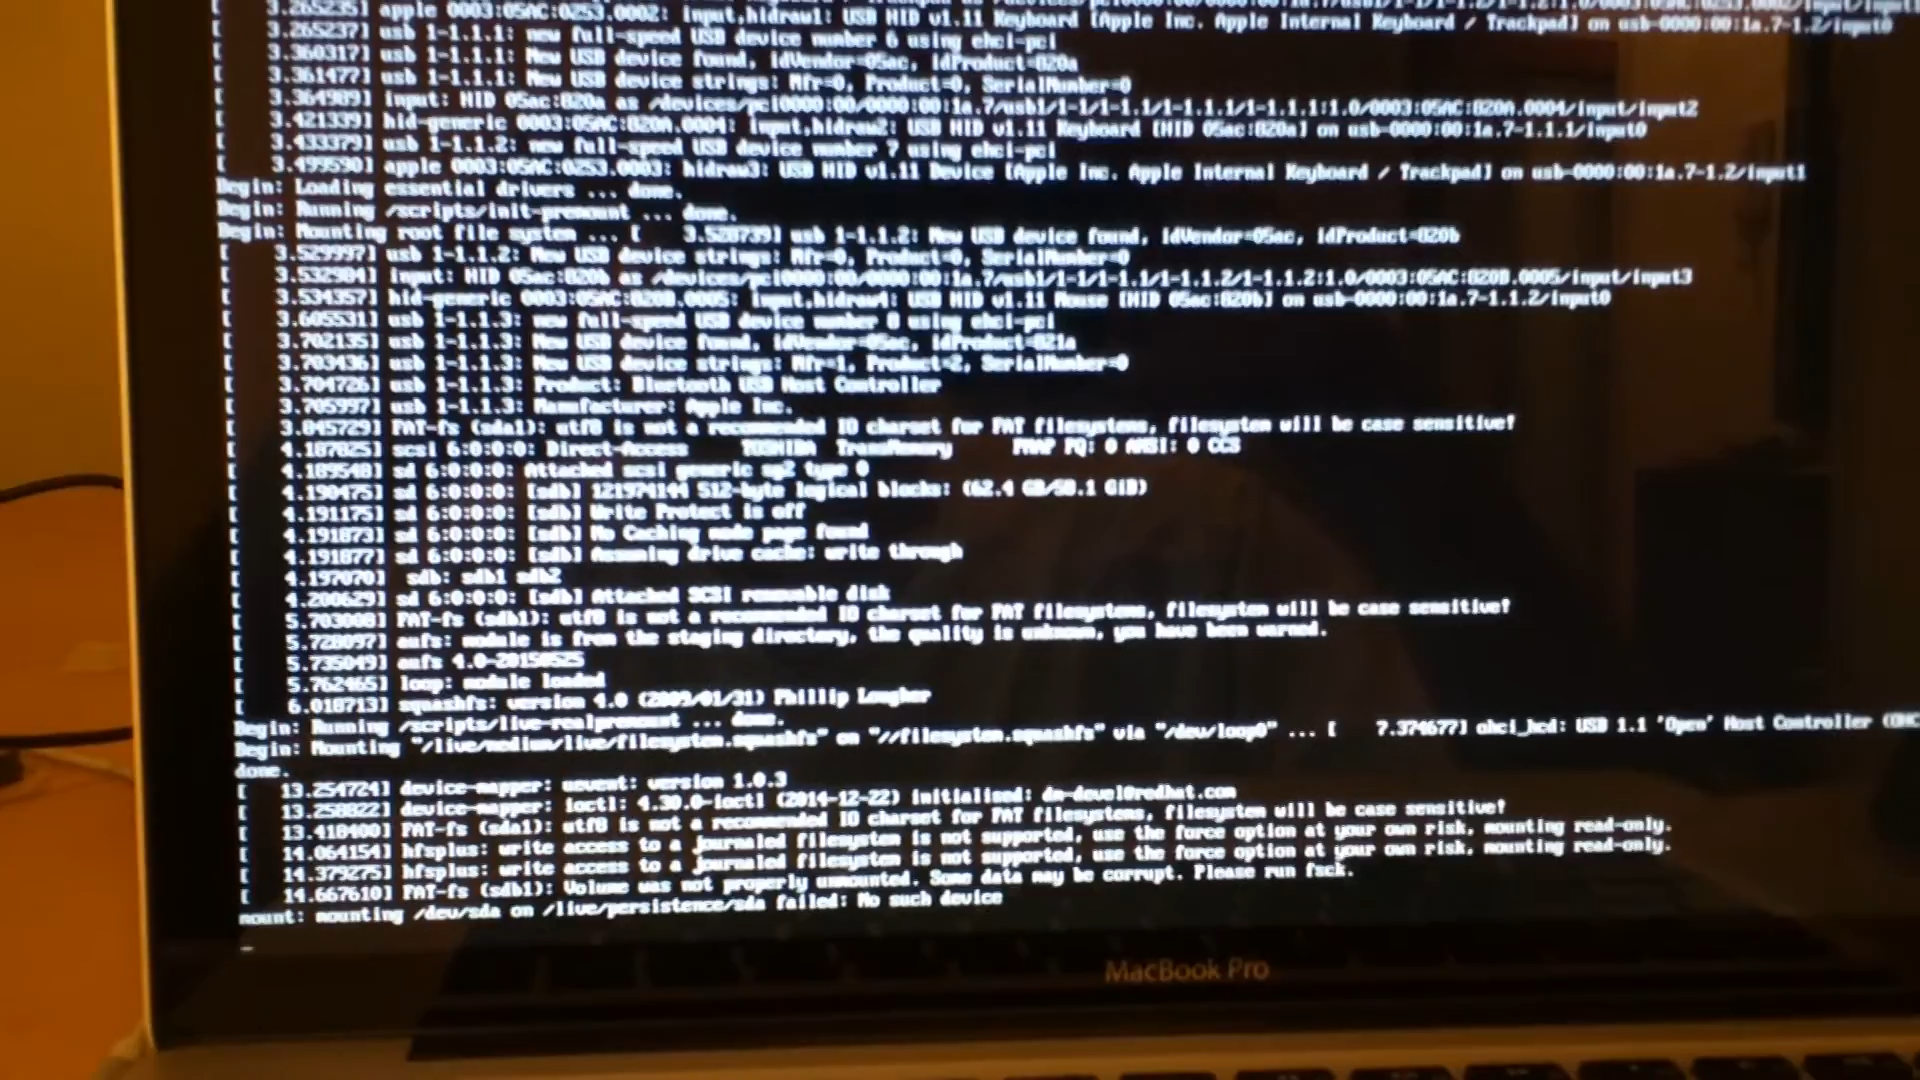 [ 3.265235] apple 0003:05AC:0253.0002: input,hidraw1: USB HID v1.11 Keyboard [Apple Inc. Apple Internal Keyboard / Trackpad] on usb-0000:00:1a.7-1.2/input0
[ 3.265237] usb 1-1.1.1: new full-speed USB device number 6 using ehci-pci
[ 3.360317] usb 1-1.1.1: New USB device found, idVendor=05ac, idProduct=820a
[ 3.361477] usb 1-1.1.1: New USB device strings: Mfr=0, Product=0, SerialNumber=0
[ 3.364989] input: HID 05ac:820a as /devices/pci0000:00/0000:00:1a.7/usb1/1-1/1-1.1/1-1.1.1/1-1.1.1:1.0/0003:05AC:820A.0004/input/input2
[ 3.421339] hid-generic 0003:05AC:820A.0004: input,hidraw2: USB HID v1.11 Keyboard [HID 05ac:820a] on usb-0000:00:1a.7-1.1.1/input0
[ 3.433379] usb 1-1.1.2: new full-speed USB device number 7 using ehci-pci
[ 3.499590] apple 0003:05AC:0253.0003: hidraw3: USB HID v1.11 Device [Apple Inc. Apple Internal Keyboard / Trackpad] on usb-0000:00:1a.7-1.2/input1
Begin: Loading essential drivers ... done.
Begin: Running /scripts/init-premount ... done.
Begin: Mounting root file system ... [ 3.528739] usb 1-1.1.2: New USB device found, idVendor=05ac, idProduct=820b
[ 3.529997] usb 1-1.1.2: New USB device strings: Mfr=0, Product=0, SerialNumber=0
[ 3.532984] input: HID 05ac:820b as /devices/pci0000:00/0000:00:1a.7/usb1/1-1/1-1.1/1-1.1.2/1-1.1.2:1.0/0003:05AC:820B.0005/input/input3
[ 3.534357] hid-generic 0003:05AC:820B.0005: input,hidraw4: USB HID v1.11 Mouse [HID 05ac:820b] on usb-0000:00:1a.7-1.1.2/input0
[ 3.605531] usb 1-1.1.3: new full-speed USB device number 8 using ehci-pci
[ 3.702135] usb 1-1.1.3: New USB device found, idVendor=05ac, idProduct=821a
[ 3.703436] usb 1-1.1.3: New USB device strings: Mfr=1, Product=2, SerialNumber=0
[ 3.704726] usb 1-1.1.3: Product: Bluetooth USB Host Controller
[ 3.705997] usb 1-1.1.3: Manufacturer: Apple Inc.
[ 3.845729] FAT-fs (sda1): utf8 is not a recommended IO charset for FAT filesystems, filesystem will be case sensitive!
[ 4.187825] scsi 6:0:0:0: Direct-Access TOSHIBA TransMemory PMAP PQ: 0 ANSI: 0 CCS
[ 4.189548] sd 6:0:0:0: Attached scsi generic sg2 type 0
[ 4.190475] sd 6:0:0:0: [sdb] 121974144 512-byte logical blocks: (62.4 GB/58.1 GiB)
[ 4.191175] sd 6:0:0:0: [sdb] Write Protect is off
[ 4.191873] sd 6:0:0:0: [sdb] No Caching mode page found
[ 4.191877] sd 6:0:0:0: [sdb] Assuming drive cache: write through
[ 4.197070] sdb: sdb1 sdb2
[ 4.200629] sd 6:0:0:0: [sdb] Attached SCSI removable disk
[ 5.703008] FAT-fs (sdb1): utf8 is not a recommended IO charset for FAT filesystems, filesystem will be case sensitive!
[ 5.728097] aufs: module is from the staging directory, the quality is unknown, you have been warned.
[ 5.735049] aufs 4.0-20150525
[ 5.762465] loop: module loaded
[ 6.018713] squashfs: version 4.0 (2009/01/31) Phillip Lougher
Begin: Running /scripts/live-realpremount ... done.
Begin: Mounting "/live/medium/live/filesystem.squashfs" on "//filesystem.squashfs" via "/dev/loop0" ... [ 7.374677] ohci_hcd: USB 1.1 'Open' Host Controller (OHC
done.
[ 13.254724] device-mapper: uevent: version 1.0.3
[ 13.258822] device-mapper: ioctl: 4.30.0-ioctl (2014-12-22) initialised: dm-devel@redhat.com
[ 13.418400] FAT-fs (sda1): utf8 is not a recommended IO charset for FAT filesystems, filesystem will be case sensitive!
[ 14.064154] hfsplus: write access to a journaled filesystem is not supported, use the force option at your own risk, mounting read-only.
[ 14.379275] hfsplus: write access to a journaled filesystem is not supported, use the force option at your own risk, mounting read-only.
[ 14.667610] FAT-fs (sdb1): Volume was not properly unmounted. Some data may be corrupt. Please run fsck.
mount: mounting /dev/sda on /live/persistence/sda failed: No such device
MacBook Pro